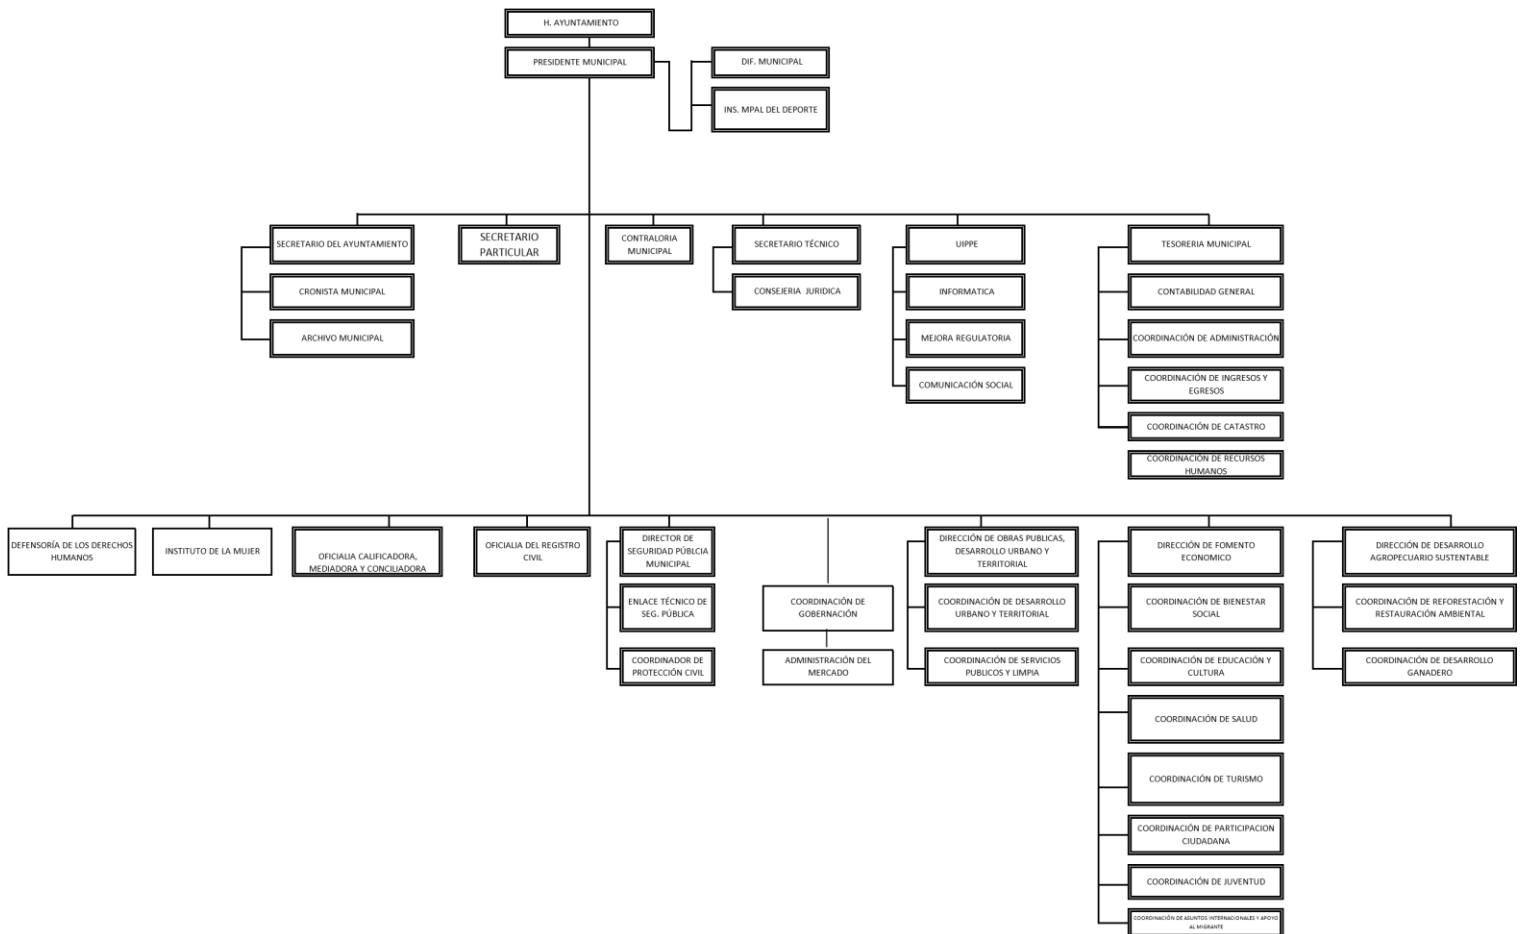 H. AYUNTAMIENTO
PRESIDENTE MUNICIPAL
DIF. MUNICIPAL
INS. MPAL DEL DEPORTE
SECRETARIO DEL AYUNTAMIENTO
CRONISTA MUNICIPAL
ARCHIVO MUNICIPAL
SECRETARIO
PARTICULAR
CONTRALORIA
MUNICIPAL
SECRETARIO TÉCNICO
CONSEJERIA JURIDICA
UIPPE
INFORMATICA
MEJORA REGULATORIA
COMUNICACIÓN SOCIAL
TESORERIA MUNICIPAL
CONTABILIDAD GENERAL
COORDINACIÓN DE ADMINISTRACIÓN
COORDINACIÓN DE INGRESOS Y
EGRESOS
COORDINACIÓN DE CATASTRO
COORDINACIÓN DE RECURSOS
HUMANOS
DEFENSORÍA DE LOS DERECHOS
HUMANOS
INSTITUTO DE LA MUJER
OFICIALIA CALIFICADORA,
MEDIADORA Y CONCILIADORA
OFICIALIA DEL REGISTRO
CIVIL
DIRECTOR DE
SEGURIDAD PÚBLCIA
MUNICIPAL
ENLACE TÉCNICO DE
SEG. PÚBLICA
COORDINADOR DE
PROTECCIÓN CIVIL
COORDINACIÓN DE
GOBERNACIÓN
ADMINISTRACIÓN DEL
MERCADO
DIRECCIÓN DE OBRAS PUBLICAS,
DESARROLLO URBANO Y
TERRITORIAL
COORDINACIÓN DE DESARROLLO
URBANO Y TERRITORIAL
COORDINACIÓN DE SERVICIOS
PUBLICOS Y LIMPIA
DIRECCIÓN DE FOMENTO
ECONOMICO
COORDINACIÓN DE BIENESTAR
SOCIAL
COORDINACIÓN DE EDUCACIÓN Y
CULTURA
COORDINACIÓN DE SALUD
COORDINACIÓN DE TURISMO
COORDINACIÓN DE PARTICIPACION
CIUDADANA
COORDINACIÓN DE JUVENTUD
COORDINACIÓN DE ASUNTOS INTERNACIONALES Y APOYO
AL MIGRANTE
DIRECCIÓN DE DESARROLLO
AGROPECUARIO SUSTENTABLE
COORDINACIÓN DE REFORESTACIÓN Y
RESTAURACIÓN AMBIENTAL
COORDINACIÓN DE DESARROLLO
GANADERO